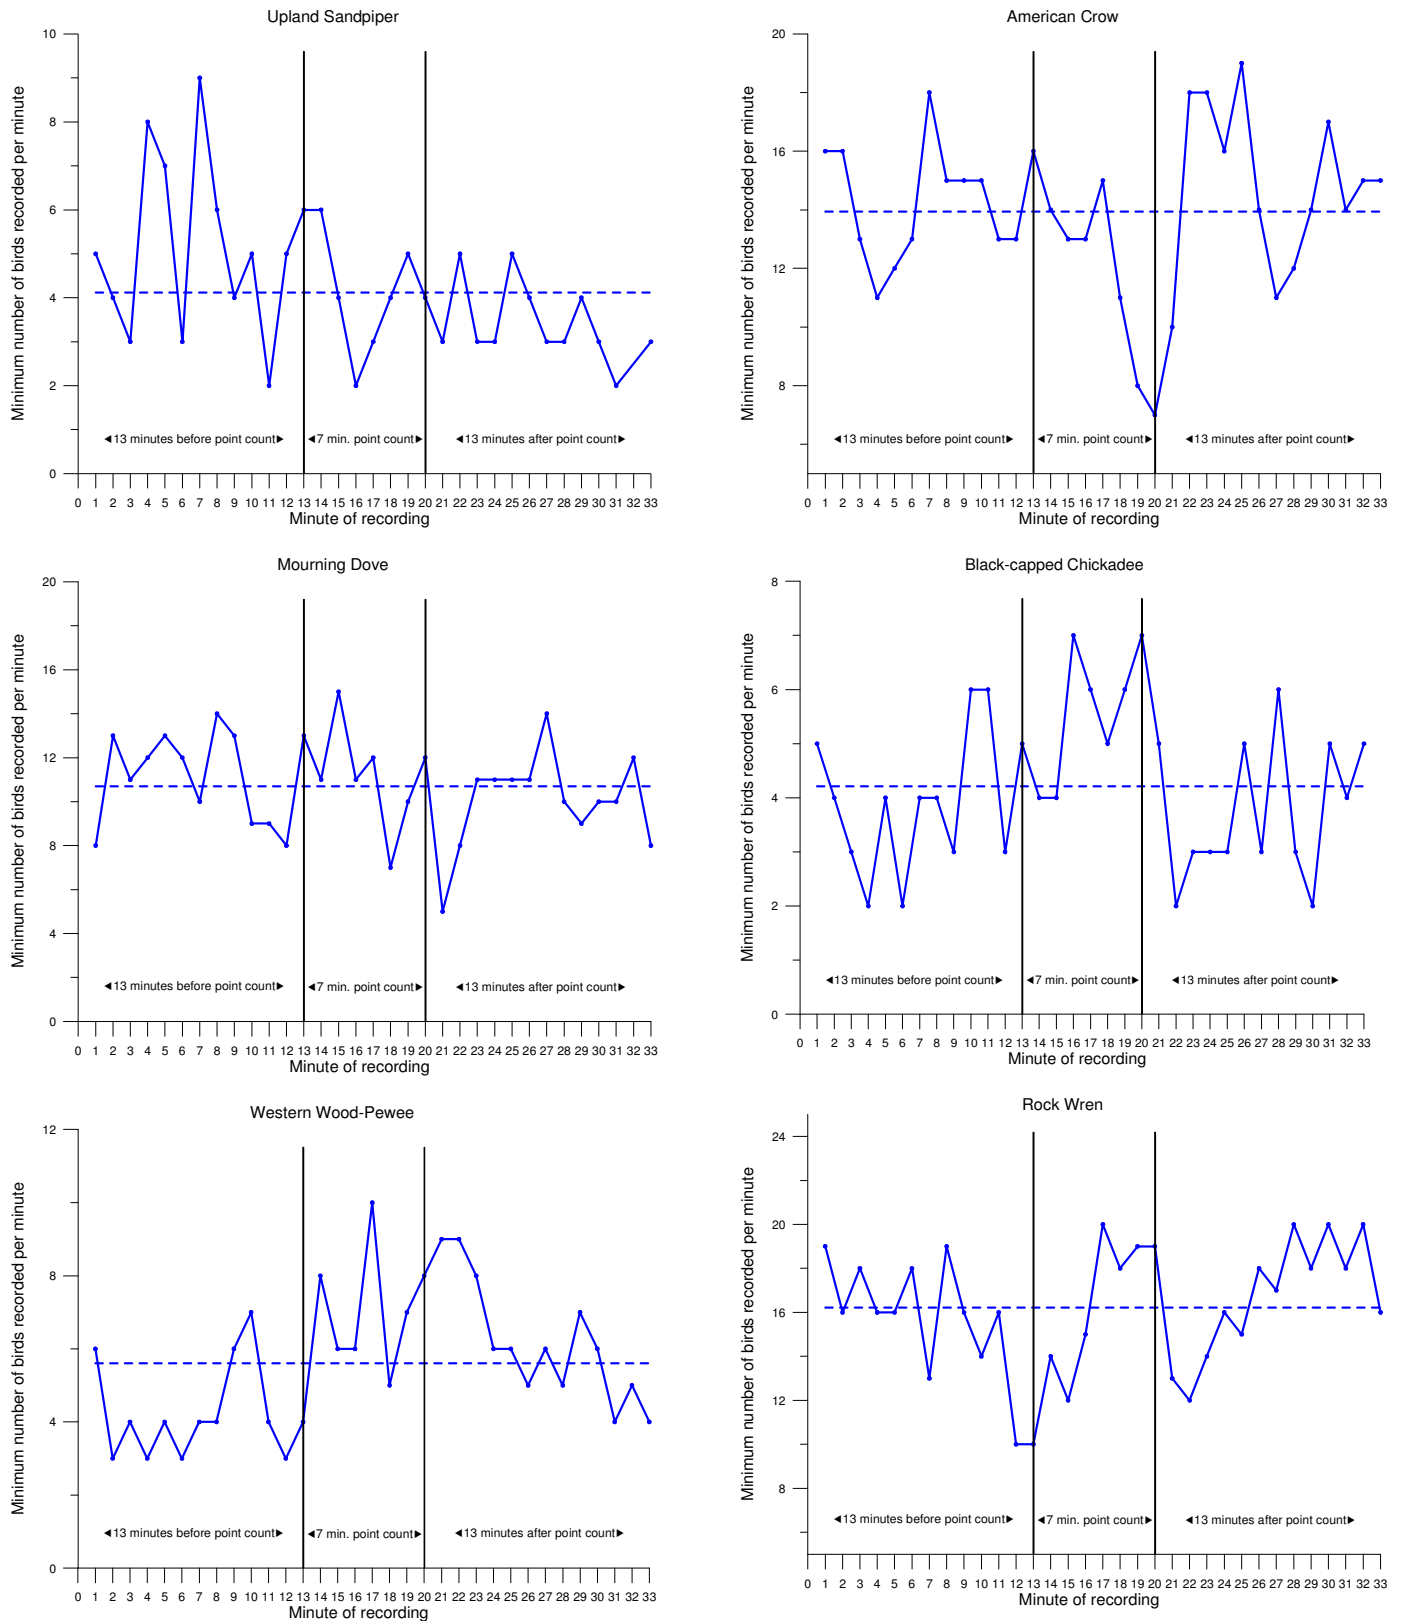 Upland Sandpiper
Minimum number of birds recorded per minute
10
8
6
4
2
0
13 minutes before point count
7 min. point count
13 minutes after point count
0 1 2 3 4 5 6 7 8 9 10 11 12 13 14 15 16 17 18 19 20 21 22 23 24 25 26 27 28 29 30 31 32 33
Minute of recording
American Crow
Minimum number of birds recorded per minute
20
16
12
8
13 minutes before point count
7 min. point count
13 minutes after point count
0 1 2 3 4 5 6 7 8 9 10 11 12 13 14 15 16 17 18 19 20 21 22 23 24 25 26 27 28 29 30 31 32 33
Minute of recording
Mourning Dove
Minimum number of birds recorded per minute
20
16
12
8
4
0
13 minutes before point count
7 min. point count
13 minutes after point count
0 1 2 3 4 5 6 7 8 9 10 11 12 13 14 15 16 17 18 19 20 21 22 23 24 25 26 27 28 29 30 31 32 33
Minute of recording
Black-capped Chickadee
Minimum number of birds recorded per minute
8
6
4
2
0
13 minutes before point count
7 min. point count
13 minutes after point count
0 1 2 3 4 5 6 7 8 9 10 11 12 13 14 15 16 17 18 19 20 21 22 23 24 25 26 27 28 29 30 31 32 33
Minute of recording
Western Wood-Pewee
Minimum number of birds recorded per minute
12
8
4
0
13 minutes before point count
7 min. point count
13 minutes after point count
0 1 2 3 4 5 6 7 8 9 10 11 12 13 14 15 16 17 18 19 20 21 22 23 24 25 26 27 28 29 30 31 32 33
Minute of recording
Rock Wren
Minimum number of birds recorded per minute
24
20
16
12
8
13 minutes before point count
7 min. point count
13 minutes after point count
0 1 2 3 4 5 6 7 8 9 10 11 12 13 14 15 16 17 18 19 20 21 22 23 24 25 26 27 28 29 30 31 32 33
Minute of recording